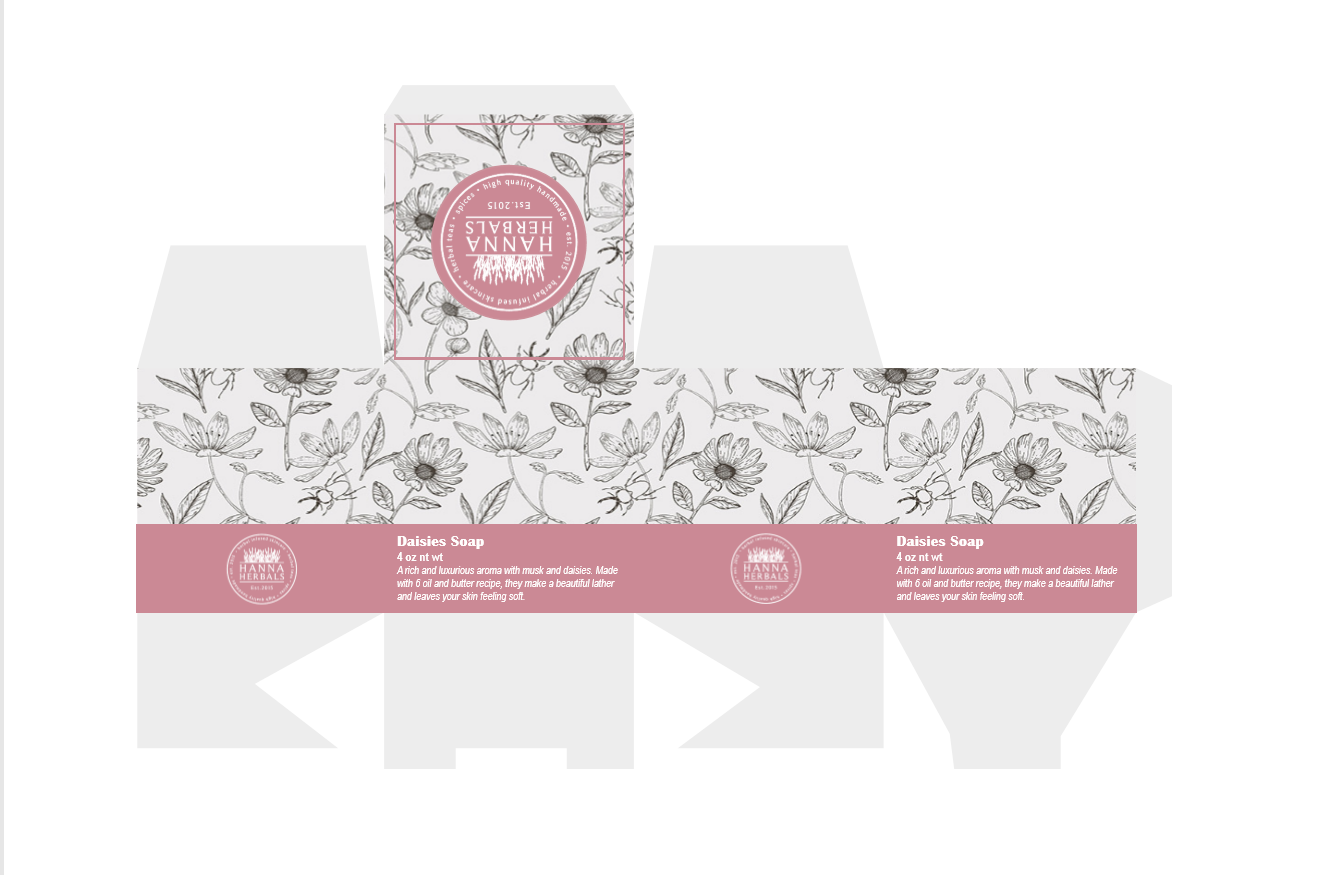 high quality handmade • est. 2015 • herbal infused skincare • herbal teas • spices •
HANNA
HERBALS
Est.2015
HANNA
HERBALS
Est.2015
Daisies Soap
4 oz nt wt
A rich and luxurious aroma with musk and daisies. Made
with 6 oil and butter recipe, they make a beautiful lather
and leaves your skin feeling soft.
HANNA
HERBALS
Est.2015
Daisies Soap
4 oz nt wt
A rich and luxurious aroma with musk and daisies. Made
with 6 oil and butter recipe, they make a beautiful lather
and leaves your skin feeling soft.